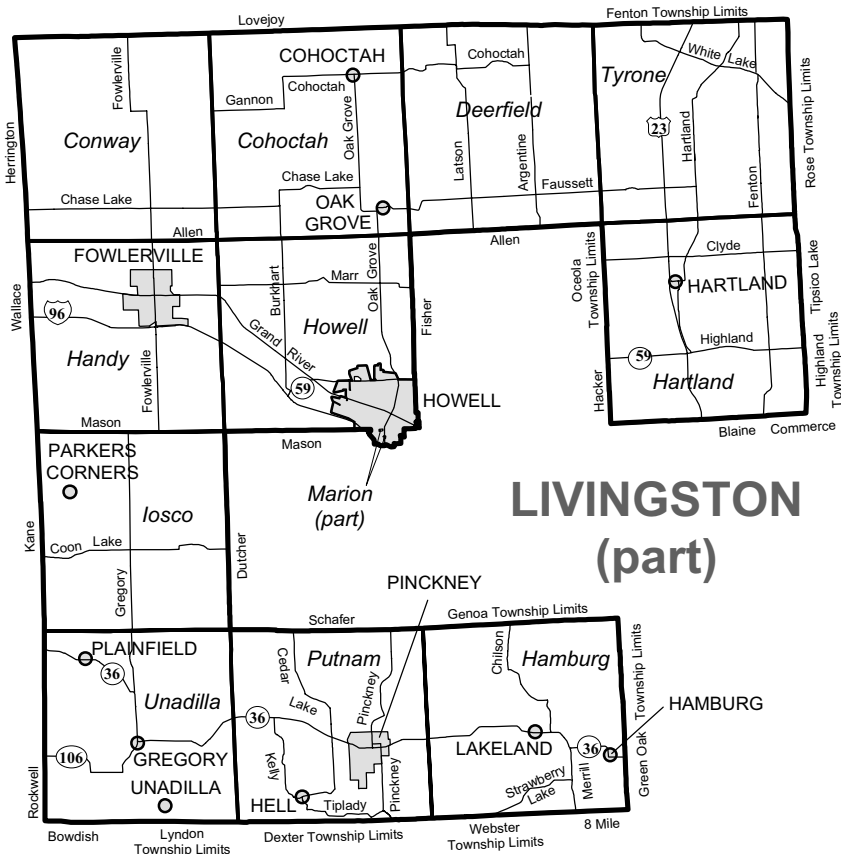 Lovejoy
Fenton Township Limits
COHOCTAH
Cohoctah
White Lake
Tyrone
Fowlerville
Gannon
Cohoctah
Deerfield
Herrington
Conway
Cohoctah
Oak Grove
23
Hartland
Rose Township Limits
Latson
Argentine
Fenton
Chase Lake
Faussett
Chase Lake
OAK
GROVE
Allen
Allen
FOWLERVILLE
Oceola
Township Limits
Clyde
Tipsico Lake
Wallace
Burkhart
Marr
Oak Grove
HARTLAND
96
Grand River
Howell
Fisher
Handy
Fowlerville
59
Highland
59
Hartland
Highland
Township Limits
Hacker
HOWELL
Mason
Mason
Blaine
Commerce
PARKERS
CORNERS
Marion
(part)
LIVINGSTON
(part)
Iosco
Kane
Coon Lake
Dutcher
Gregory
PINCKNEY
Schafer
Genoa Township Limits
PLAINFIELD
36
Unadilla
Cedar
Putnam
Pinckney
Chilson
Hamburg
Green Oak Township Limits
36
Lake
HAMBURG
106
GREGORY
LAKELAND
36
Kelly
Merrill
Rockwell
UNADILLA
HELL
Tiplady
Pinckney
Strawberry
Lake
Bowdish
Lyndon
Township Limits
Dexter Township Limits
Webster
Township Limits
8 Mile